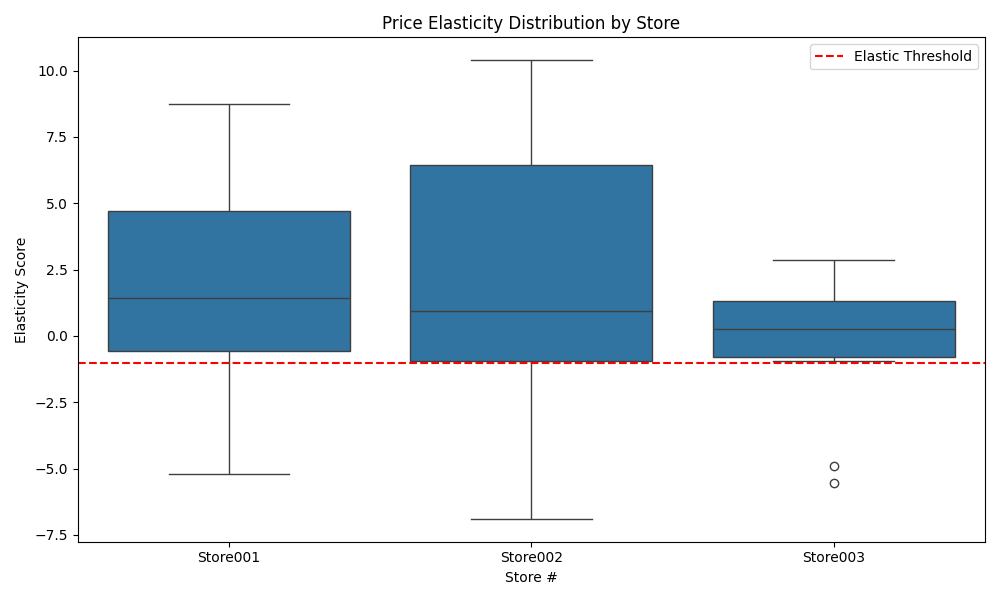 Price Elasticity Distribution by Store
Elastic Threshold
Elasticity Score
10.0
7.5
5.0
2.5
0.0
−2.5
−5.0
−7.5
Store001
Store002
Store003
Store #